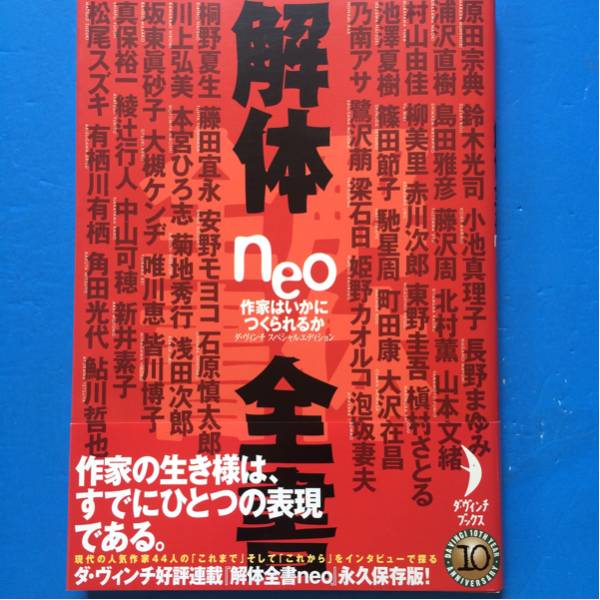 原田宗典 鈴木光司 小池真理子 長野まゆみ
浦沢直樹 島田雅彦 藤沢周 北村薫 山本文緒
村山由佳 柳美里 赤川次郎 東野圭吾 槇村さとる
池澤夏樹 篠田節子 馳星周 町田康 大沢在昌
乃南アサ 鷺沢萠 梁石日 姫野カオルコ 泡坂妻夫
解体
neo
作家はいかに
つくられるか
ダ・ヴィンチ スペシャルエディション
全書
桐野夏生 藤田宜永 安野モヨコ 石原慎太郎
川上弘美 本宮ひろ志 菊地秀行 浅田次郎
坂東眞砂子 大槻ケンヂ 唯川恵 皆川博子
真保裕一 綾辻行人 中山可穂 新井素子
松尾スズキ 有栖川有栖 角田光代 鮎川哲也
作家の生き様は、
すでにひとつの表現
である。
現代の人気作家44人の「これまで」そして「これから」をインタビューで探る
ダ・ヴィンチ好評連載『解体全書neo』永久保存版!
ダ・ヴィンチ
ブックス
DA VINCI 10TH YEAR
10
ANNIVERSARY